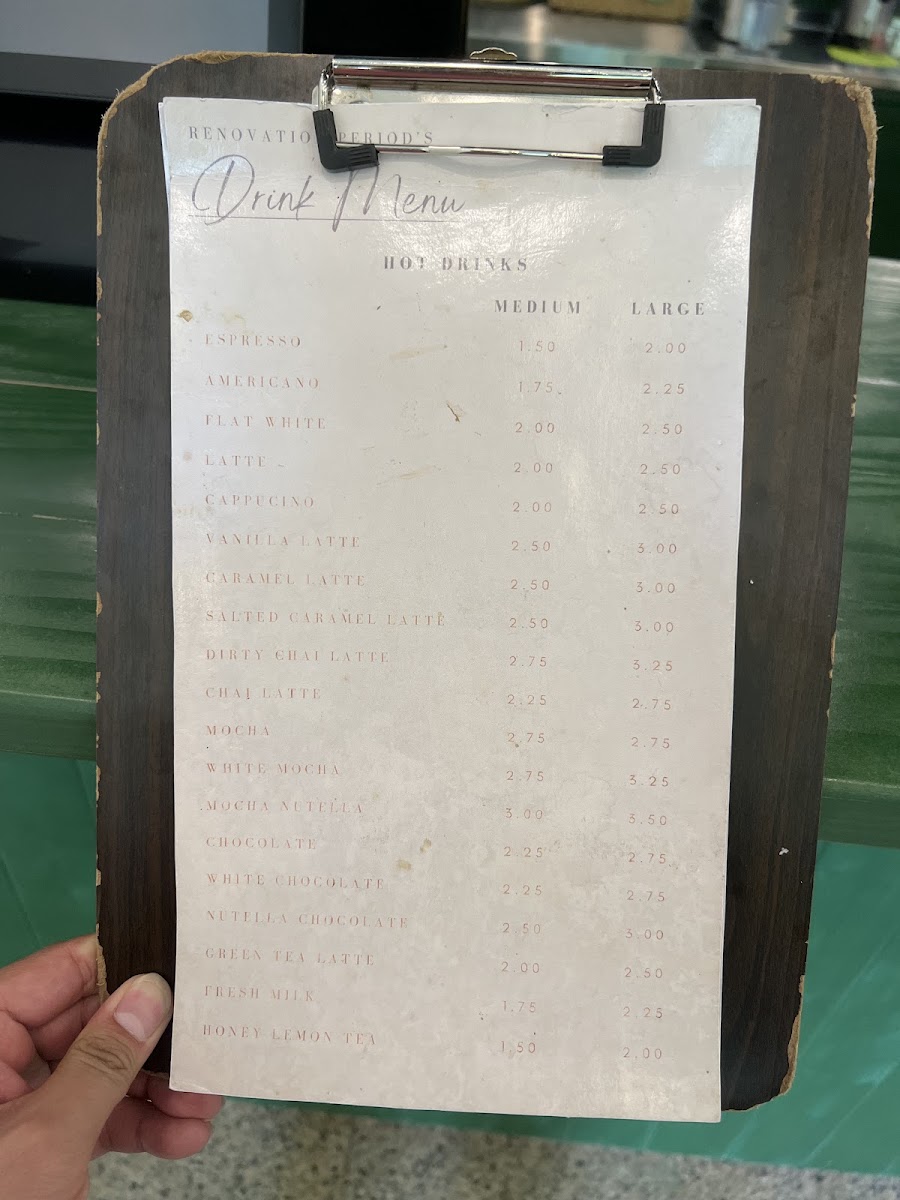 RENOVATION PERIOD'S
Drink Menu
HOT DRINKS
MEDIUM LARGE
ESPRESSO 1.50 2.00
AMERICANO 1.75 2.25
FLAT WHITE 2.00 2.50
LATTE 2.00 2.50
CAPPUCINO 2.00 2.50
VANILLA LATTE 2.50 3.00
CARAMEL LATTE 2.50 3.00
SALTED CARAMEL LATTE 2.50 3.00
DIRTY CHAI LATTE 2.75 3.25
CHAI LATTE 2.25 2.75
MOCHA 2.75 2.75
WHITE MOCHA 2.75 3.25
MOCHA NUTELLA 3.00 3.50
CHOCOLATE 2.25 2.75
WHITE CHOCOLATE 2.25 2.75
NUTELLA CHOCOLATE 2.50 3.00
GREEN TEA LATTE 2.00 2.50
FRESH MILK 1.75 2.25
HONEY LEMON TEA 1.50 2.00